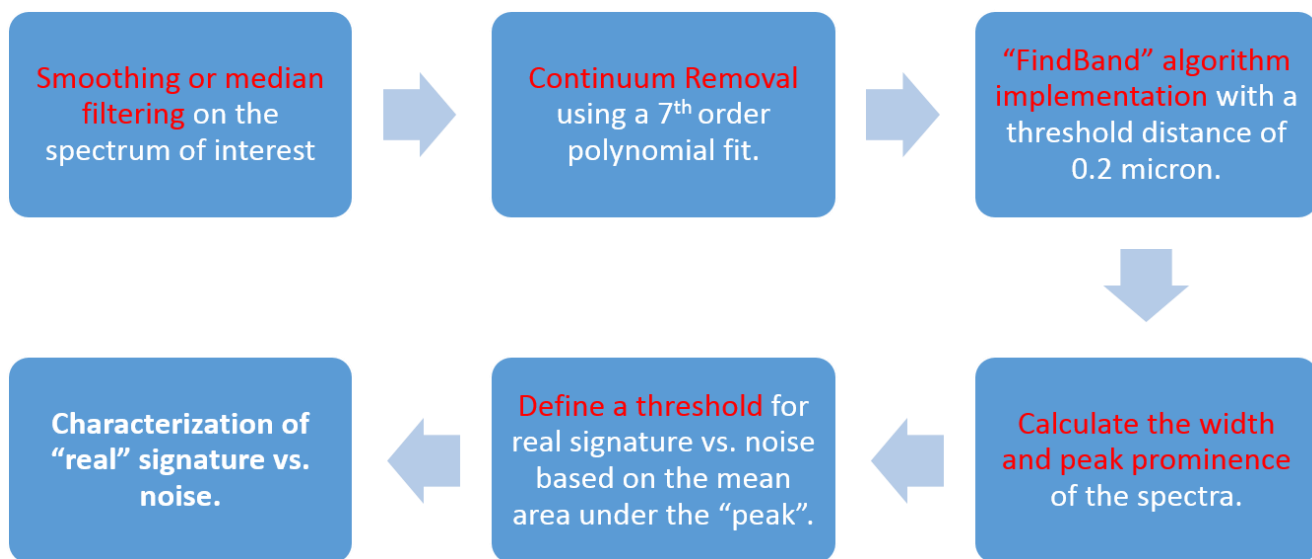 Smoothing or median
filtering on the
spectrum of interest
Continuum Removal
using a 7th order
polynomial fit.
“FindBand” algorithm
implementation with a
threshold distance of
0.2 micron.
Calculate the width
and peak prominence
of the spectra.
Define a threshold for
real signature vs. noise
based on the mean
area under the “peak”.
Characterization of
“real” signature vs.
noise.